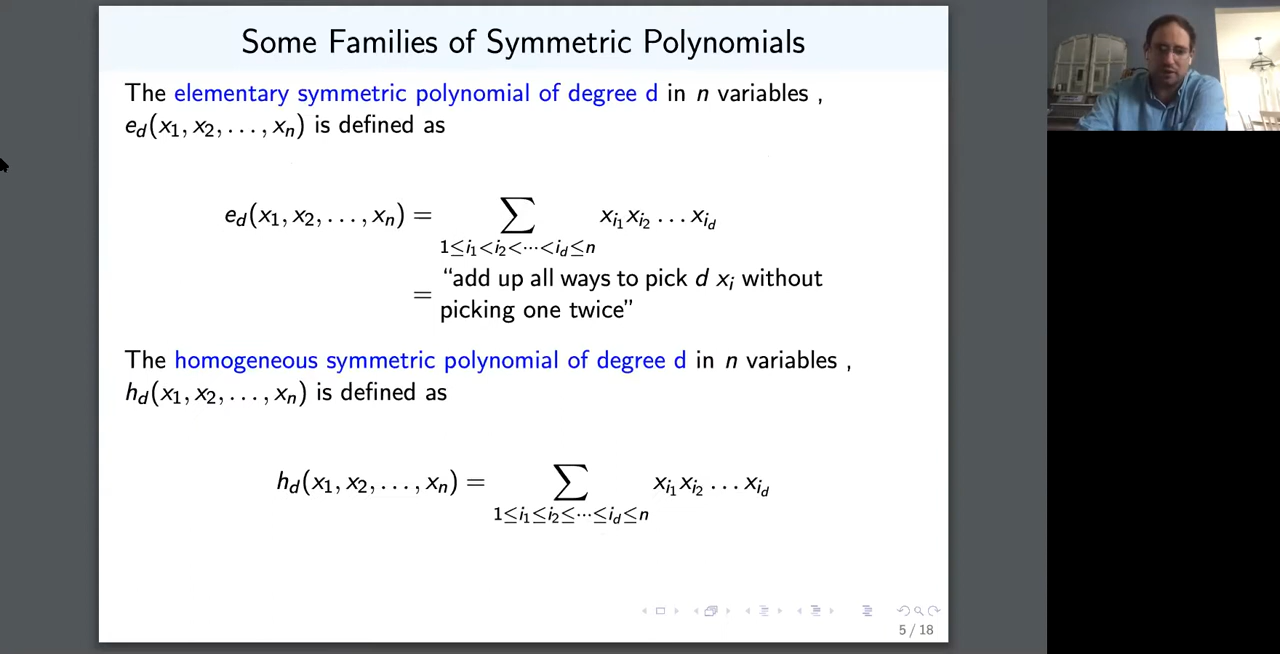 Some Families of Symmetric Polynomials
The elementary symmetric polynomial of degree d in n variables ,
e_d(x_1, x_2, . . . , x_n) is defined as
e_d(x_1, x_2, . . . , x_n) = ∑_{1≤i_1<i_2<···<i_d≤n} x_{i_1} x_{i_2} . . . x_{i_d}
= “add up all ways to pick d x_i without
picking one twice”
The homogeneous symmetric polynomial of degree d in n variables ,
h_d(x_1, x_2, . . . , x_n) is defined as
h_d(x_1, x_2, . . . , x_n) = ∑_{1≤i_1≤i_2≤···≤i_d≤n} x_{i_1} x_{i_2} . . . x_{i_d}
5 / 18